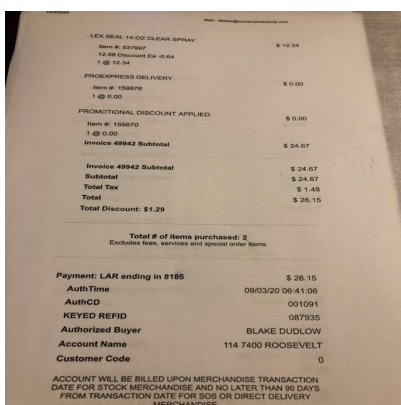 LEX SEAL 14-OZ CLEAR SPRAY $ 12.34
Item #: 537997
12.98 Discount Ea -0.64
1 @ 12.34
PROEXPRESS DELIVERY $ 0.00
Item #: 159876
1 @ 0.00
PROMOTIONAL DISCOUNT APPLIED $ 0.00
Item #: 155670
1 @ 0.00
Invoice 49942 Subtotal $ 24.67
Invoice 49942 Subtotal $ 24.67
Subtotal $ 24.67
Total Tax $ 1.48
Total $ 26.15
Total Discount: $1.29
Total # of items purchased: 2
Excludes fees, services and special order items
Payment: LAR ending in 8185 $ 26.15
AuthTime 09/03/20 06:41:06
AuthCD 001091
KEYED REFID 087935
Authorized Buyer BLAKE DUDLOW
Account Name 114 7400 ROOSEVELT
Customer Code 0
ACCOUNT WILL BE BILLED UPON MERCHANDISE TRANSACTION
DATE FOR STOCK MERCHANDISE AND NO LATER THAN 90 DAYS
FROM TRANSACTION DATE FOR SOS OR DIRECT DELIVERY
MERCHANDISE